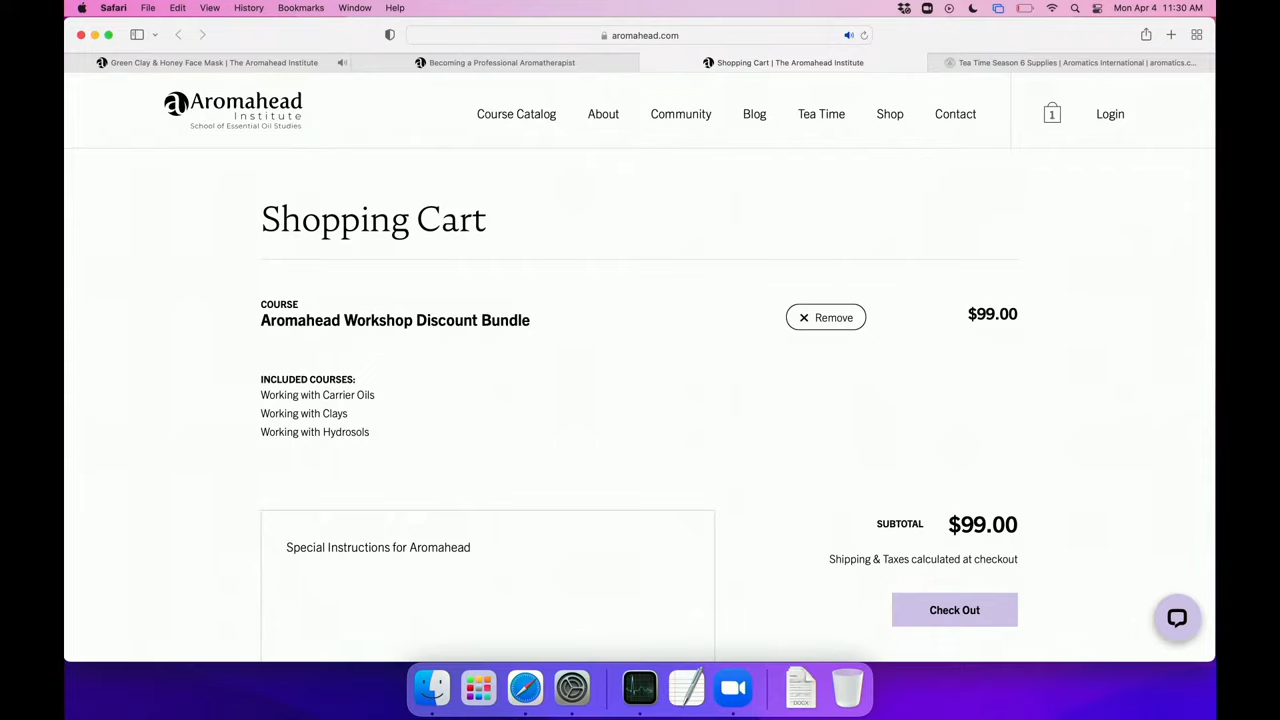 Safari File Edit View History Bookmarks Window Help Mon Apr 4 11:30 AM
aromahead.com
Green Clay & Honey Face Mask | The Aromahead Institute
Becoming a Professional Aromatherapist
Shopping Cart | The Aromahead Institute
Tea Time Season 6 Supplies | Aromatics International | aromatics.c...
Aromahead
Institute
School of Essential Oil Studies
Course Catalog About Community Blog Tea Time Shop Contact 1 Login
Shopping Cart
COURSE
Aromahead Workshop Discount Bundle
Remove
$99.00
INCLUDED COURSES:
Working with Carrier Oils
Working with Clays
Working with Hydrosols
Special Instructions for Aromahead
SUBTOTAL $99.00
Shipping & Taxes calculated at checkout
Check Out
DOCX